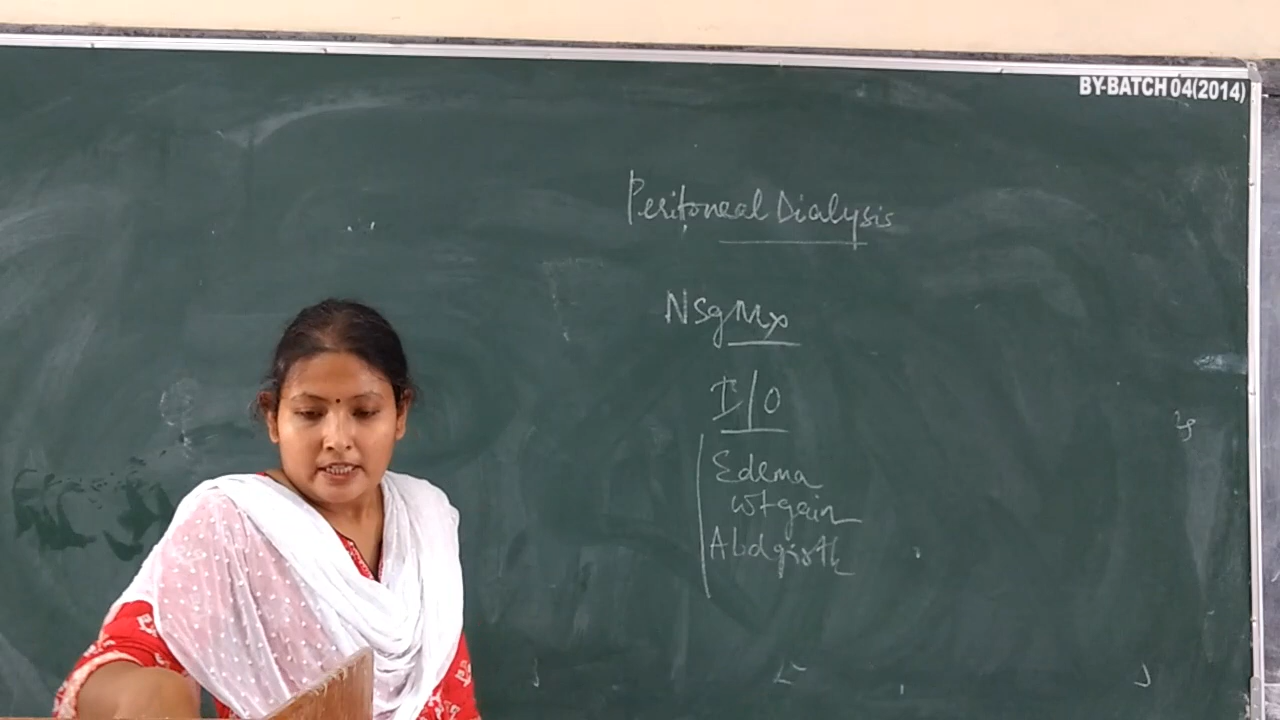 BY-BATCH 04(2014)
Peritoneal Dialysis
Nsg Mx
I/O
Edema
wt gain
Abd girth